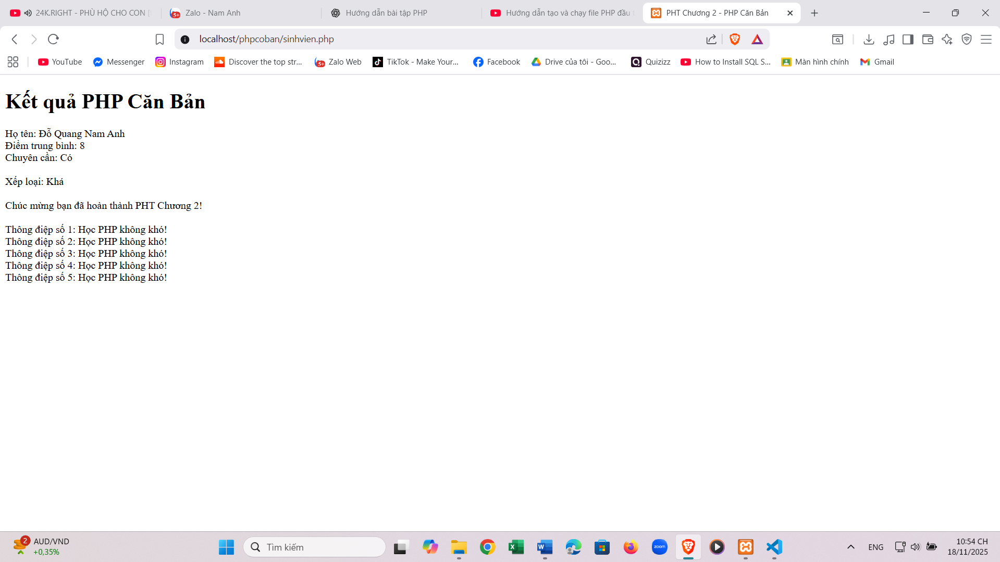 24K.RIGHT - PHÙ HỘ CHO CON [
Zalo - Nam Anh
Hướng dẫn bài tập PHP
Hướng dẫn tạo và chạy file PHP đầu t
PHT Chương 2 - PHP Căn Bản
localhost/phpcoban/sinhvien.php
YouTube
Messenger
Instagram
Discover the top str...
5+
Zalo Web
TikTok - Make Your...
Facebook
Drive của tôi - Goo...
Quizizz
How to Install SQL S...
Màn hình chính
Gmail
Kết quả PHP Căn Bản
Họ tên: Đỗ Quang Nam Anh
Điểm trung bình: 8
Chuyên cần: Có
Xếp loại: Khá
Chúc mừng bạn đã hoàn thành PHT Chương 2!
Thông điệp số 1: Học PHP không khó!
Thông điệp số 2: Học PHP không khó!
Thông điệp số 3: Học PHP không khó!
Thông điệp số 4: Học PHP không khó!
Thông điệp số 5: Học PHP không khó!
2
AUD/VND
+0,35%
Tìm kiếm
zoom
ENG
10:54 CH
18/11/2025